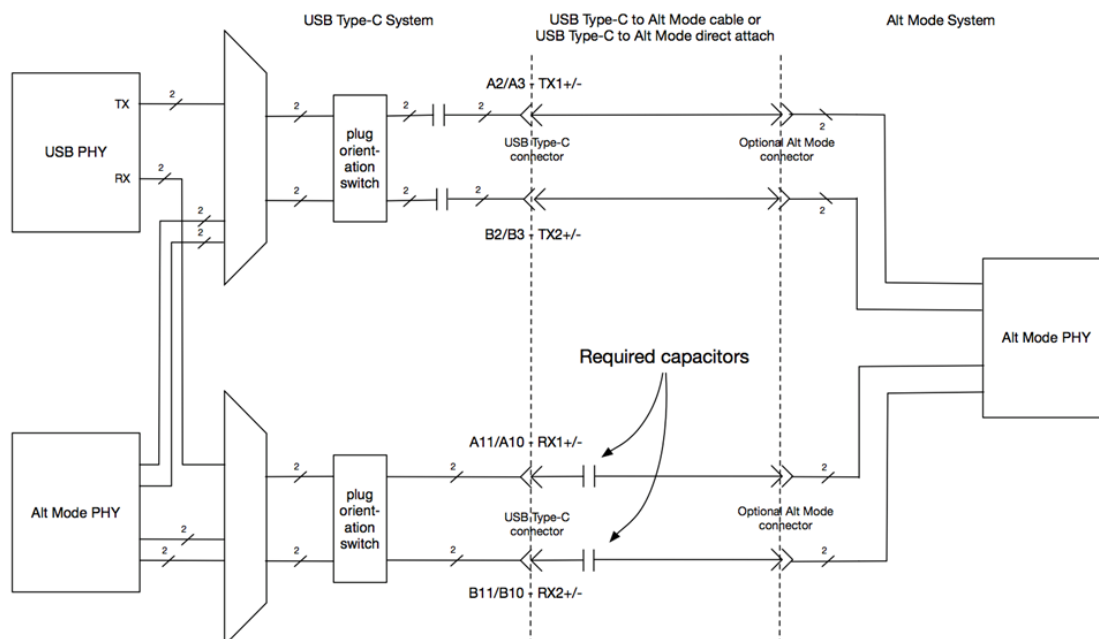 USB Type-C System
USB Type-C to Alt Mode cable or
USB Type-C to Alt Mode direct attach
Alt Mode System
A2/A3 - TX1+/-
TX
2
2
2
2
2
USB PHY
plug
orient-
ation
switch
USB Type-C
connector
Optional Alt Mode
connector
RX
2
2
2
2
2
2
2
B2/B3 - TX2+/-
Alt Mode PHY
Required capacitors
A11/A10 - RX1+/-
2
2
2
Alt Mode PHY
plug
orient-
ation
switch
USB Type-C
connector
Optional Alt Mode
connector
2
2
2
2
2
B11/B10 - RX2+/-